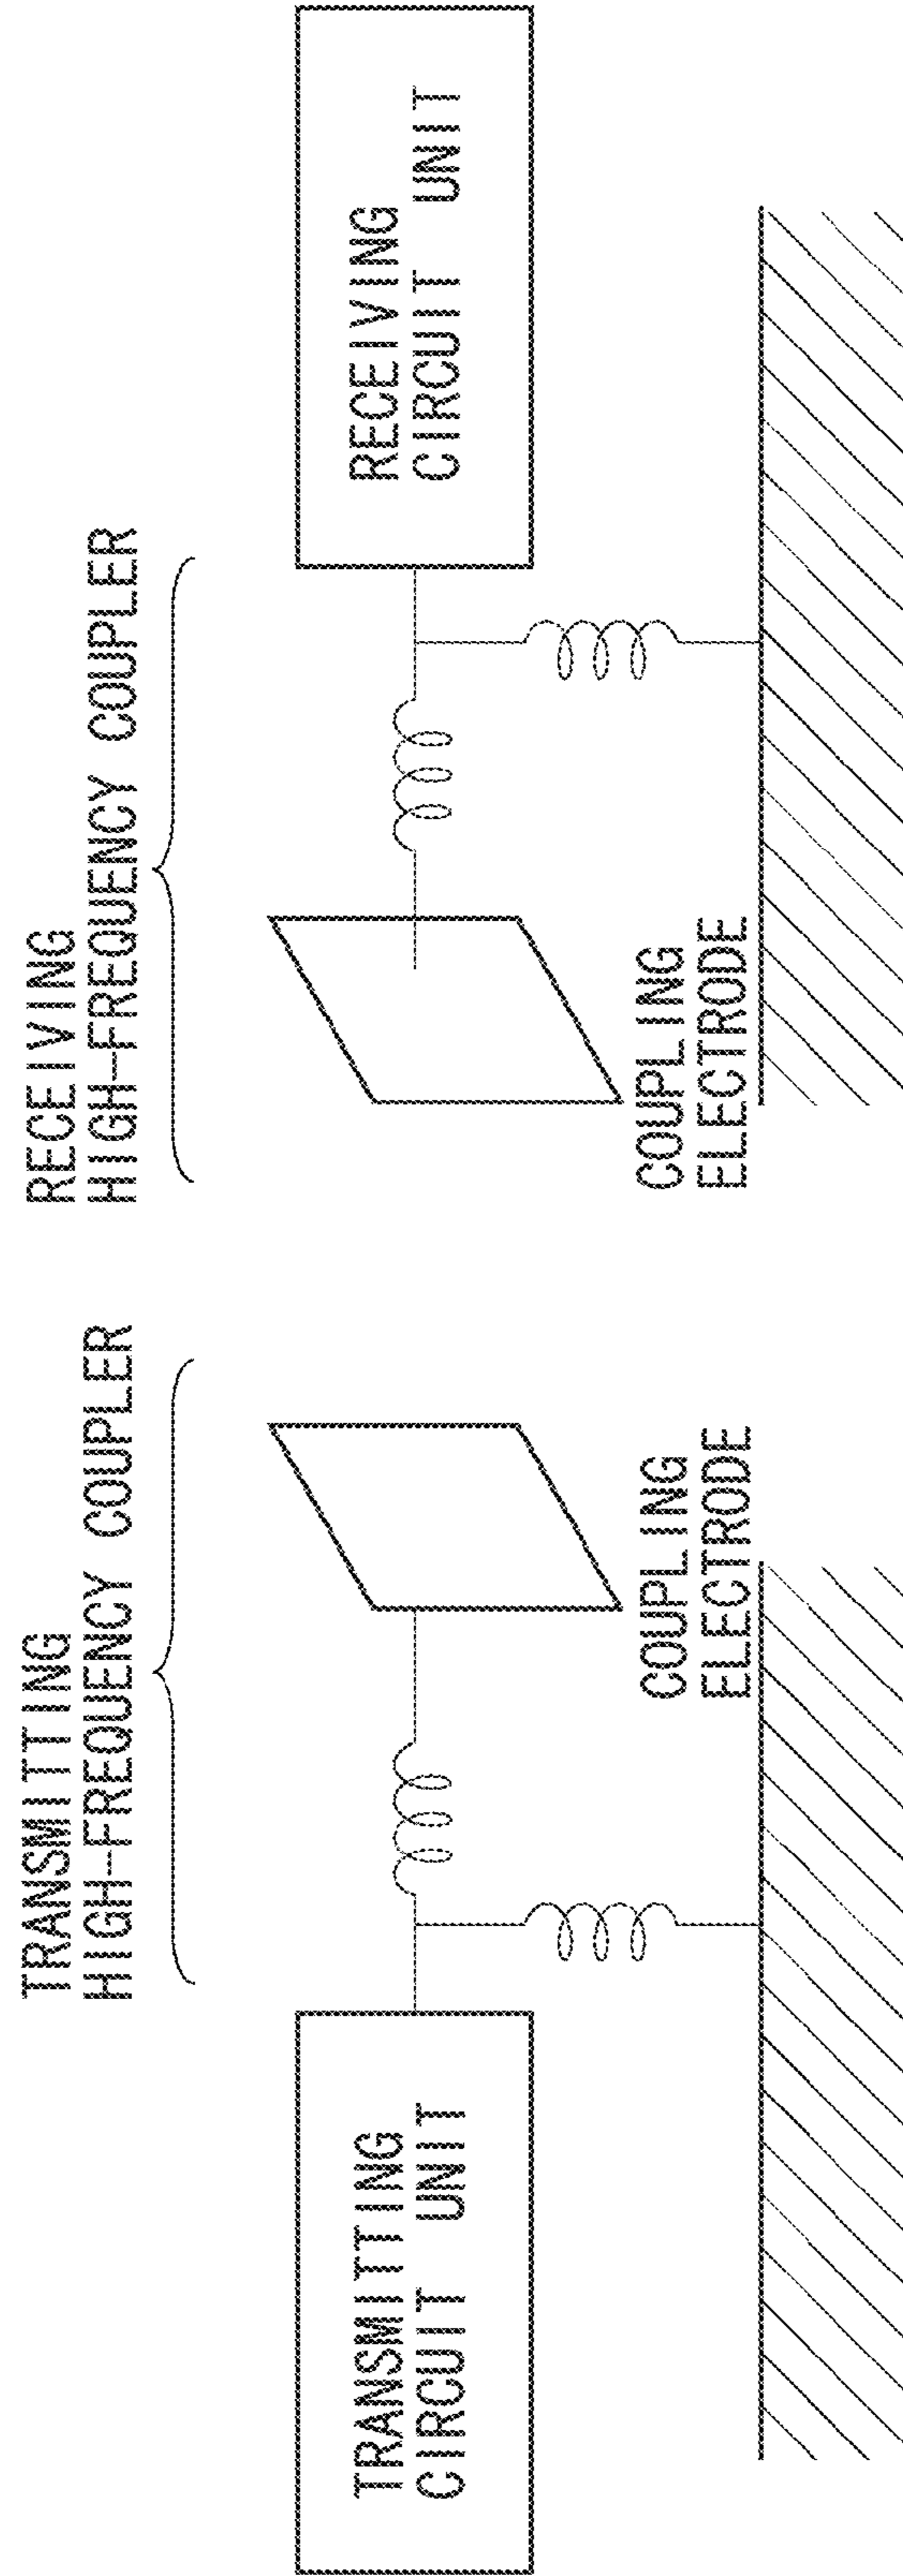 TRANSMITTING
HIGH-FREQUENCY COUPLER
RECEIVING
HIGH-FREQUENCY COUPLER
TRANSMITTING
CIRCUIT UNIT
RECEIVING
CIRCUIT UNIT
COUPLING
ELECTRODE
COUPLING
ELECTRODE